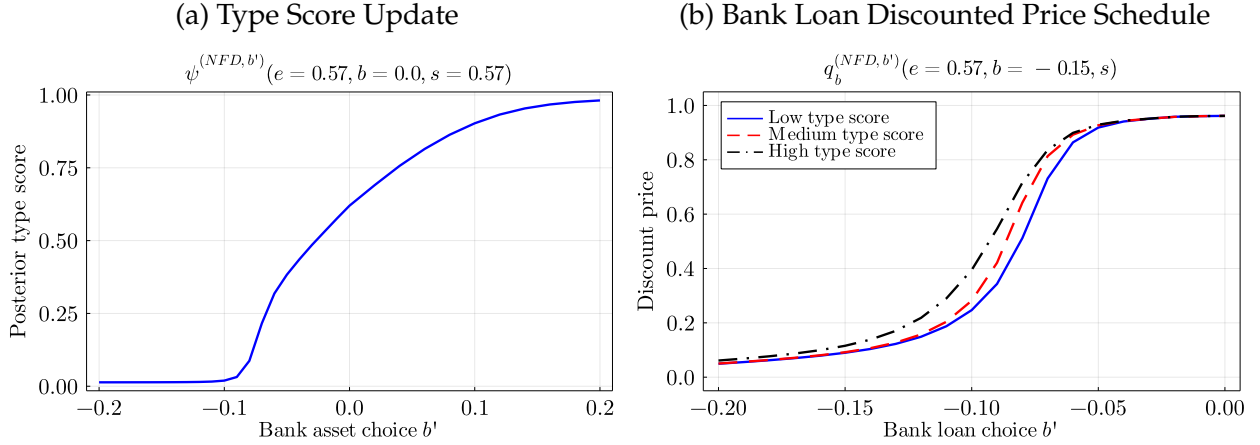 (a) Type Score Update
ψ^(NFD, b')(e = 0.57, b = 0.0, s = 0.57)
1.00
0.75
0.50
0.25
0.00
Posterior type score
−0.2
−0.1
0.0
0.1
0.2
Bank asset choice b'
(b) Bank Loan Discounted Price Schedule
q_b^(NFD, b')(e = 0.57, b = − 0.15, s)
Low type score
Medium type score
High type score
1.0
0.8
0.6
0.4
0.2
0.0
Discount price
−0.20
−0.15
−0.10
−0.05
0.00
Bank loan choice b'